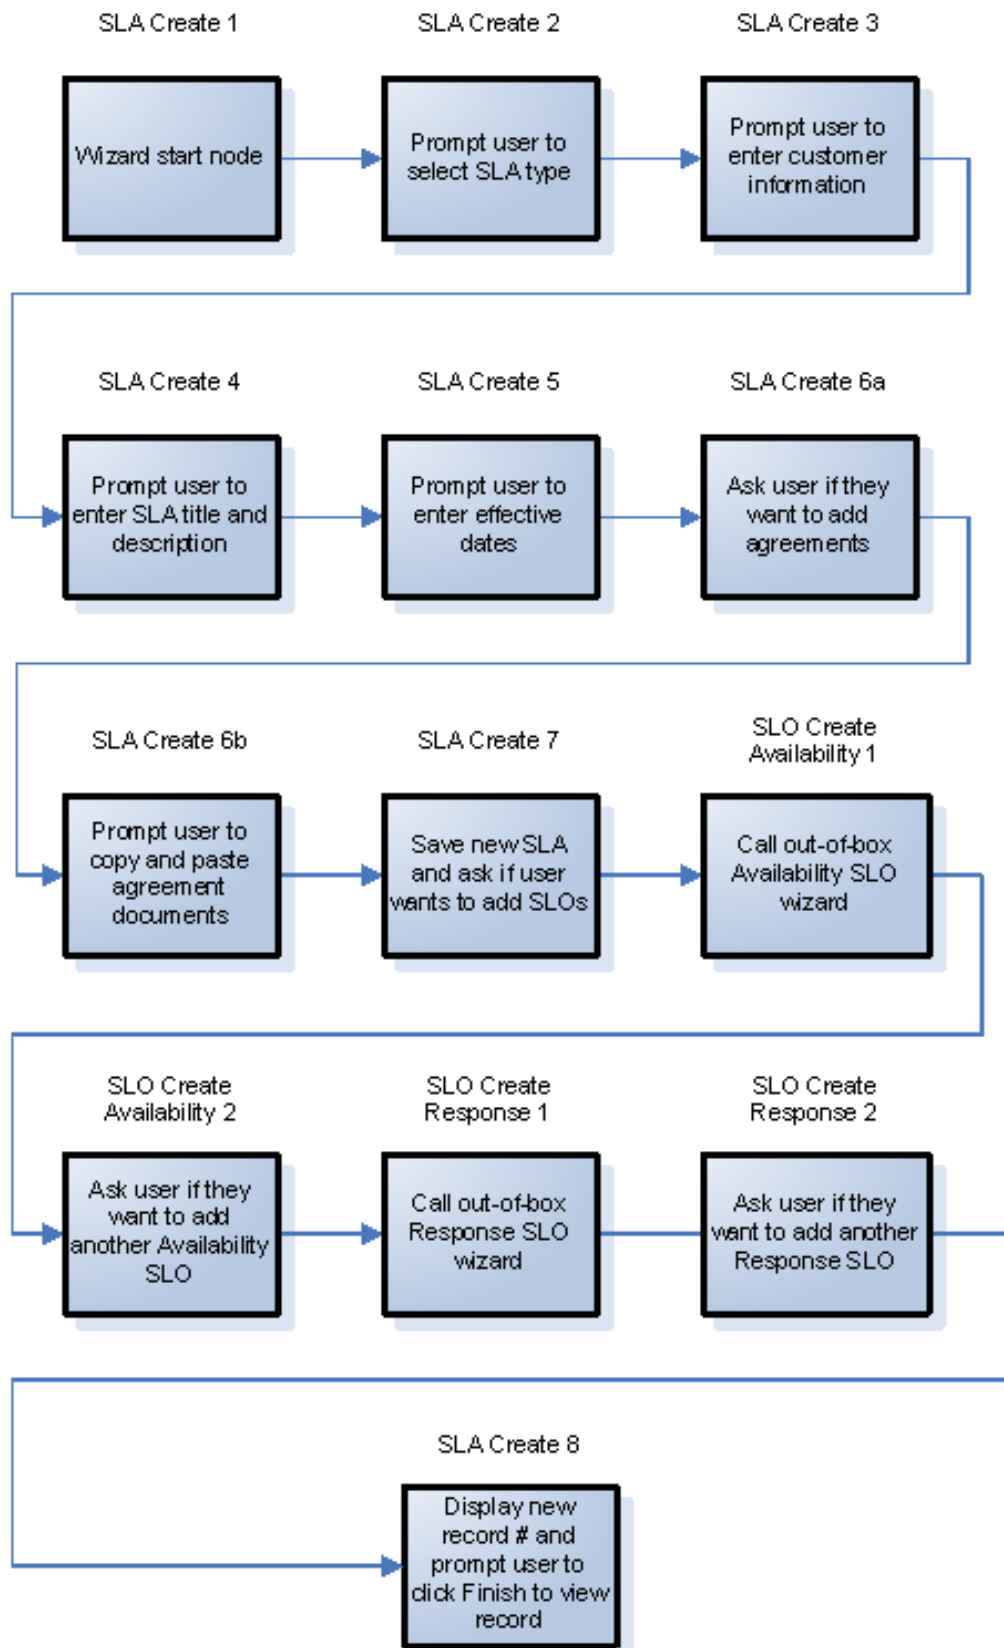 SLA Create 1
SLA Create 2
SLA Create 3
Wizard start node
Prompt user to
select SLA type
Prompt user to
enter customer
information
SLA Create 4
SLA Create 5
SLA Create 6a
Prompt user to
enter SLA title and
description
Prompt user to
enter effective
dates
Ask user if they
want to add
agreements
SLA Create 6b
SLA Create 7
SLO Create
Availability 1
Prompt user to
copy and paste
agreement
documents
Save new SLA
and ask if user
wants to add SLOs
Call out-of-box
Availability SLO
wizard
SLO Create
Availability 2
SLO Create
Response 1
SLO Create
Response 2
Ask user if they
want to add
another Availability
SLO
Call out-of-box
Response SLO
wizard
Ask user if they
want to add another
Response SLO
SLA Create 8
Display new
record # and
prompt user to
click Finish to view
record